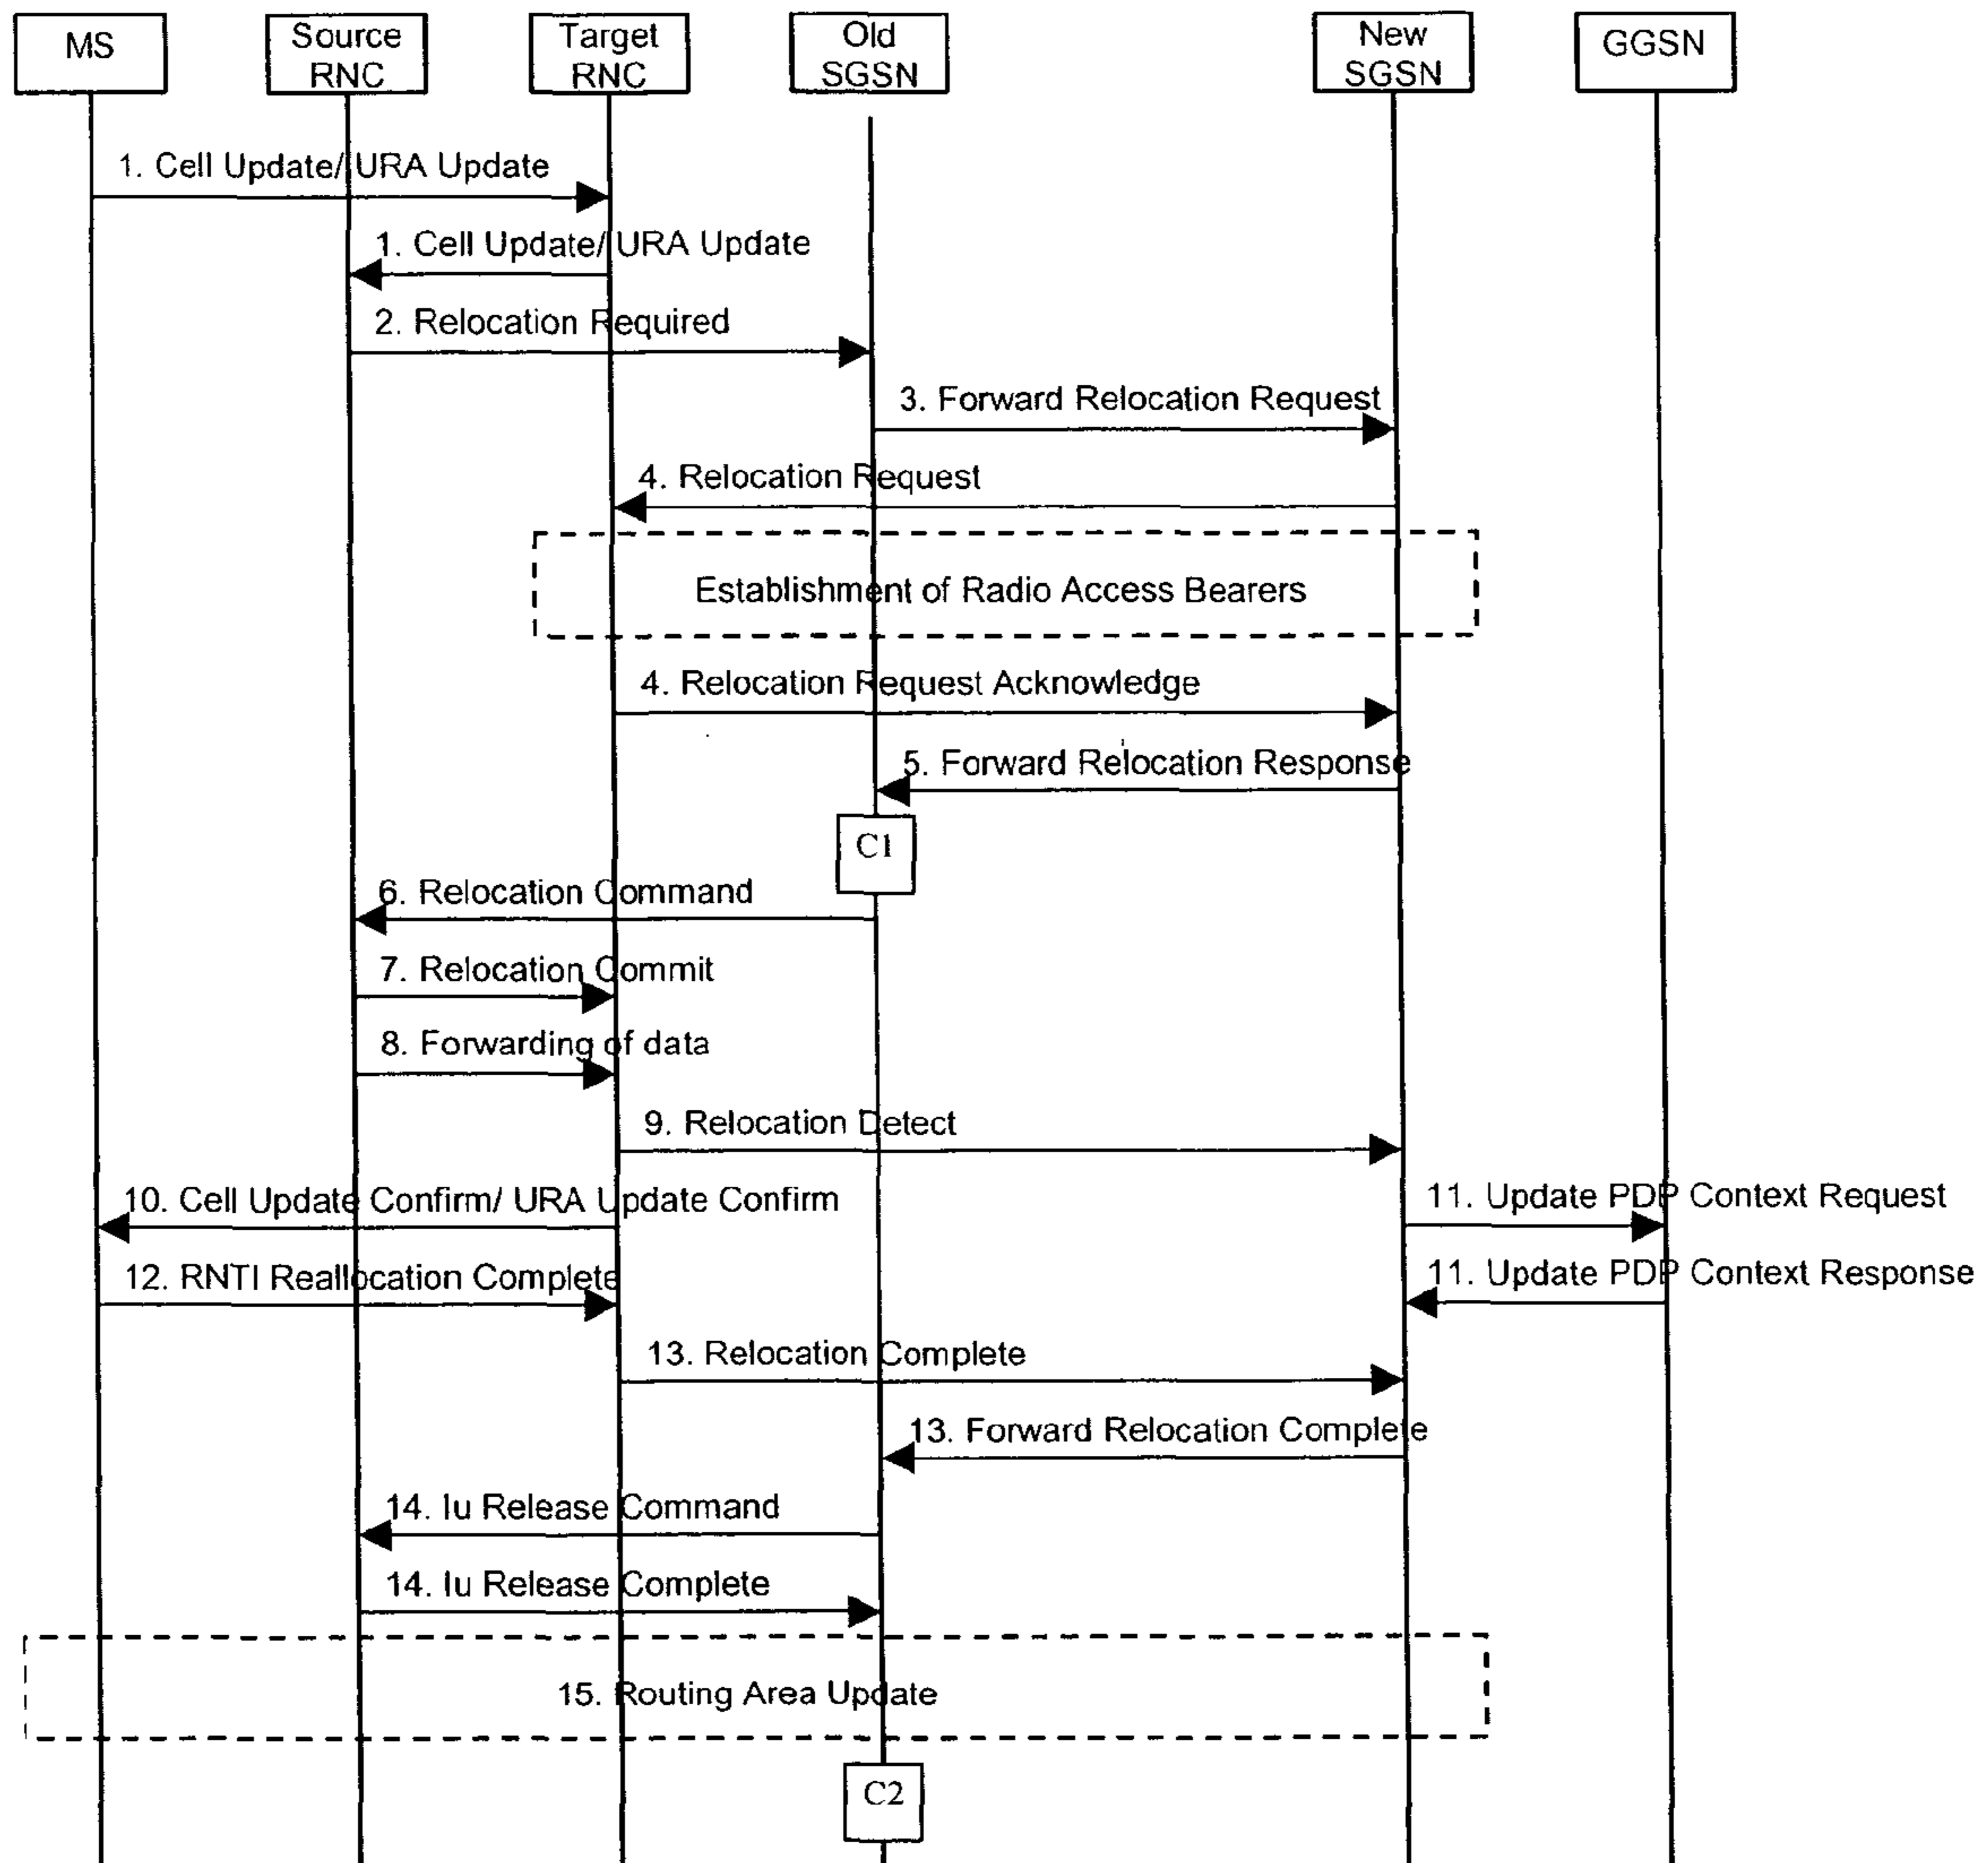 MS
Source
RNC
Target
RNC
Old
SGSN
New
SGSN
GGSN
1. Cell Update/ URA Update
1. Cell Update/ URA Update
2. Relocation Required
3. Forward Relocation Request
4. Relocation Request
Establishment of Radio Access Bearers
4. Relocation Request Acknowledge
5. Forward Relocation Response
C1
6. Relocation Command
7. Relocation Commit
8. Forwarding of data
9. Relocation Detect
10. Cell Update Confirm/ URA Update Confirm
11. Update PDP Context Request
12. RNTI Reallocation Complete
11. Update PDP Context Response
13. Relocation Complete
13. Forward Relocation Complete
14. Iu Release Command
14. Iu Release Complete
15. Routing Area Update
C2